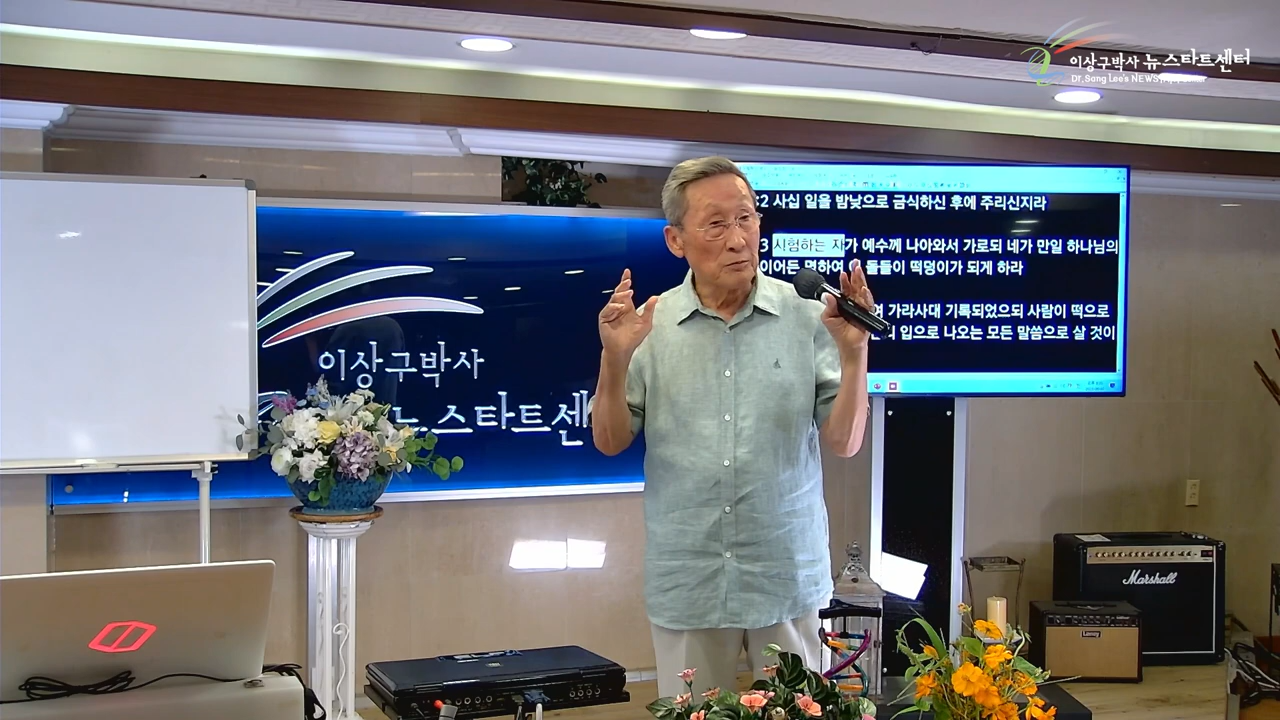 이상구박사 뉴스타트센터
Dr.Sang Lee's
:2 사십 일을 밤낮으로 금식하신 후에 주리신지라
3 시험하는 자가 예수께 나아와서 가로되 네가 만일 하나님의
이어든 명하여 돌들이 떡덩이가 되게 하라
가라사대 기록되었으되 사람이 떡으로
입으로 나오는 모든 말씀으로 살 것이
이상구박사
뉴스타트센
Marshall
Laney